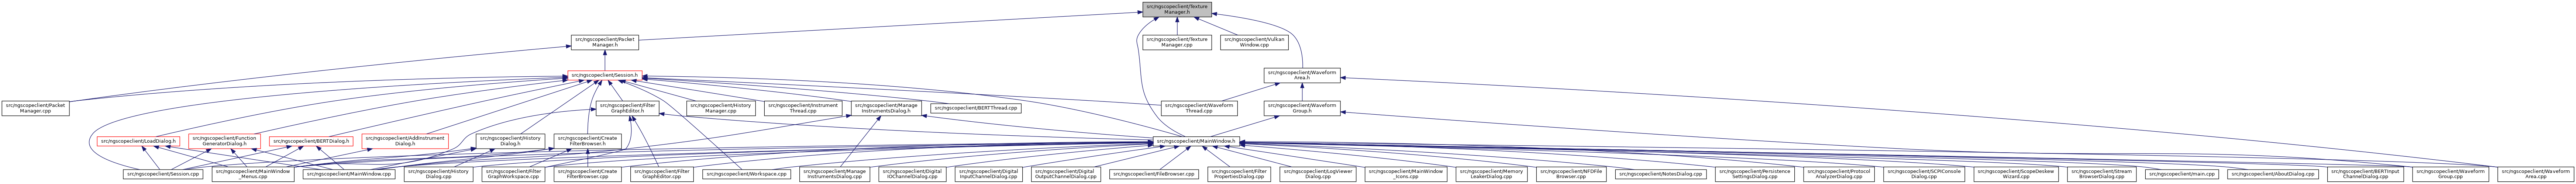 src/ngscopeclient/Texture
Manager.h
src/ngscopeclient/Packet
Manager.h
src/ngscopeclient/Texture
Manager.cpp
src/ngscopeclient/Vulkan
Window.cpp
src/ngscopeclient/Session.h
src/ngscopeclient/Waveform
Area.h
src/ngscopeclient/Packet
Manager.cpp
src/ngscopeclient/Filter
GraphEditor.h
src/ngscopeclient/History
Manager.cpp
src/ngscopeclient/Instrument
Thread.cpp
src/ngscopeclient/Manage
InstrumentsDialog.h
src/ngscopeclient/BERTThread.cpp
src/ngscopeclient/Waveform
Thread.cpp
src/ngscopeclient/Waveform
Group.h
src/ngscopeclient/LoadDialog.h
src/ngscopeclient/Function
GeneratorDialog.h
src/ngscopeclient/BERTDialog.h
src/ngscopeclient/AddInstrument
Dialog.h
src/ngscopeclient/History
Dialog.h
src/ngscopeclient/Create
FilterBrowser.h
src/ngscopeclient/MainWindow.h
src/ngscopeclient/Session.cpp
src/ngscopeclient/MainWindow
_Menus.cpp
src/ngscopeclient/MainWindow.cpp
src/ngscopeclient/History
Dialog.cpp
src/ngscopeclient/Filter
GraphWorkspace.cpp
src/ngscopeclient/Create
FilterBrowser.cpp
src/ngscopeclient/Filter
GraphEditor.cpp
src/ngscopeclient/Workspace.cpp
src/ngscopeclient/Manage
InstrumentsDialog.cpp
src/ngscopeclient/Digital
IOChannelDialog.cpp
src/ngscopeclient/Digital
InputChannelDialog.cpp
src/ngscopeclient/Digital
OutputChannelDialog.cpp
src/ngscopeclient/FileBrowser.cpp
src/ngscopeclient/Filter
PropertiesDialog.cpp
src/ngscopeclient/LogViewer
Dialog.cpp
src/ngscopeclient/MainWindow
_Icons.cpp
src/ngscopeclient/Memory
LeakerDialog.cpp
src/ngscopeclient/NFDFile
Browser.cpp
src/ngscopeclient/NotesDialog.cpp
src/ngscopeclient/Persistence
SettingsDialog.cpp
src/ngscopeclient/Protocol
AnalyzerDialog.cpp
src/ngscopeclient/SCPIConsole
Dialog.cpp
src/ngscopeclient/ScopeDeskew
Wizard.cpp
src/ngscopeclient/Stream
BrowserDialog.cpp
src/ngscopeclient/main.cpp
src/ngscopeclient/AboutDialog.cpp
src/ngscopeclient/BERTInput
ChannelDialog.cpp
src/ngscopeclient/Waveform
Group.cpp
src/ngscopeclient/Waveform
Area.cpp